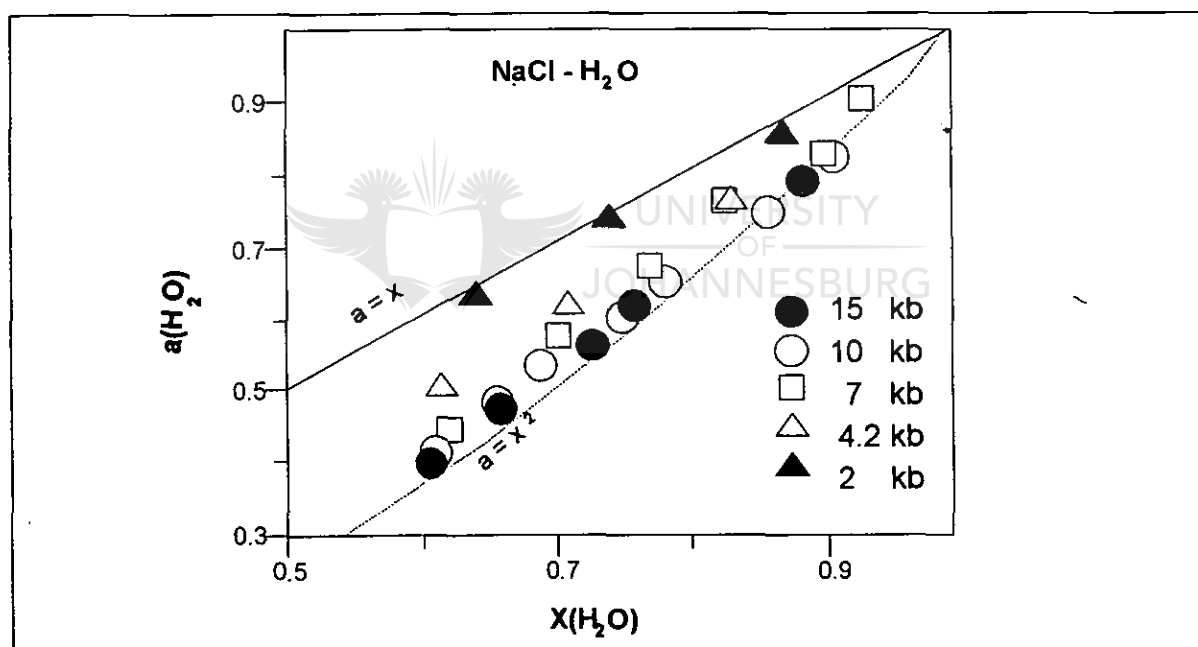 NaCl - H₂O
0.9
0.7
0.5
0.3
a(H₂O)
a = x
a = x²
UNIVERSITY
OF
JOHANNESBURG
15 kb
10 kb
7 kb
4.2 kb
2 kb
0.5
0.7
0.9
X(H₂O)